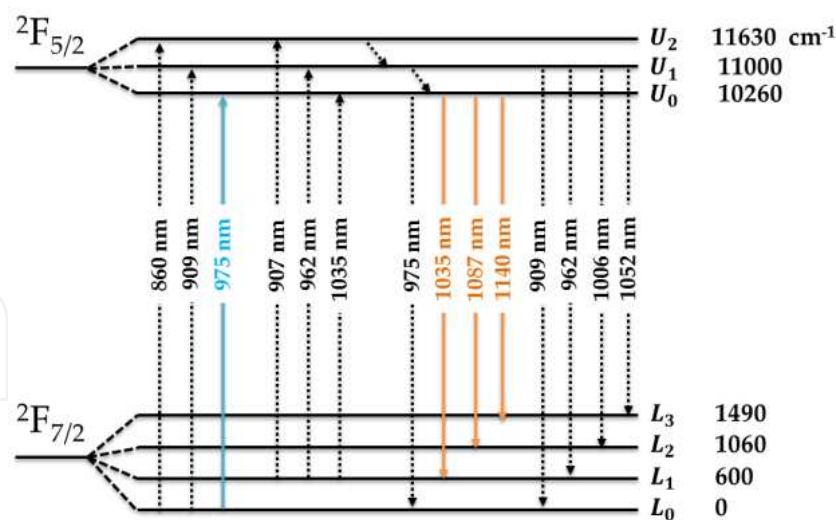 ²F₅/₂
U₂ 11630 cm⁻¹
U₁ 11000
U₀ 10260
860 nm
909 nm
975 nm
907 nm
962 nm
1035 nm
975 nm
1035 nm
1087 nm
1140 nm
909 nm
962 nm
1006 nm
1052 nm
²F₇/₂
L₃ 1490
L₂ 1060
L₁ 600
L₀ 0